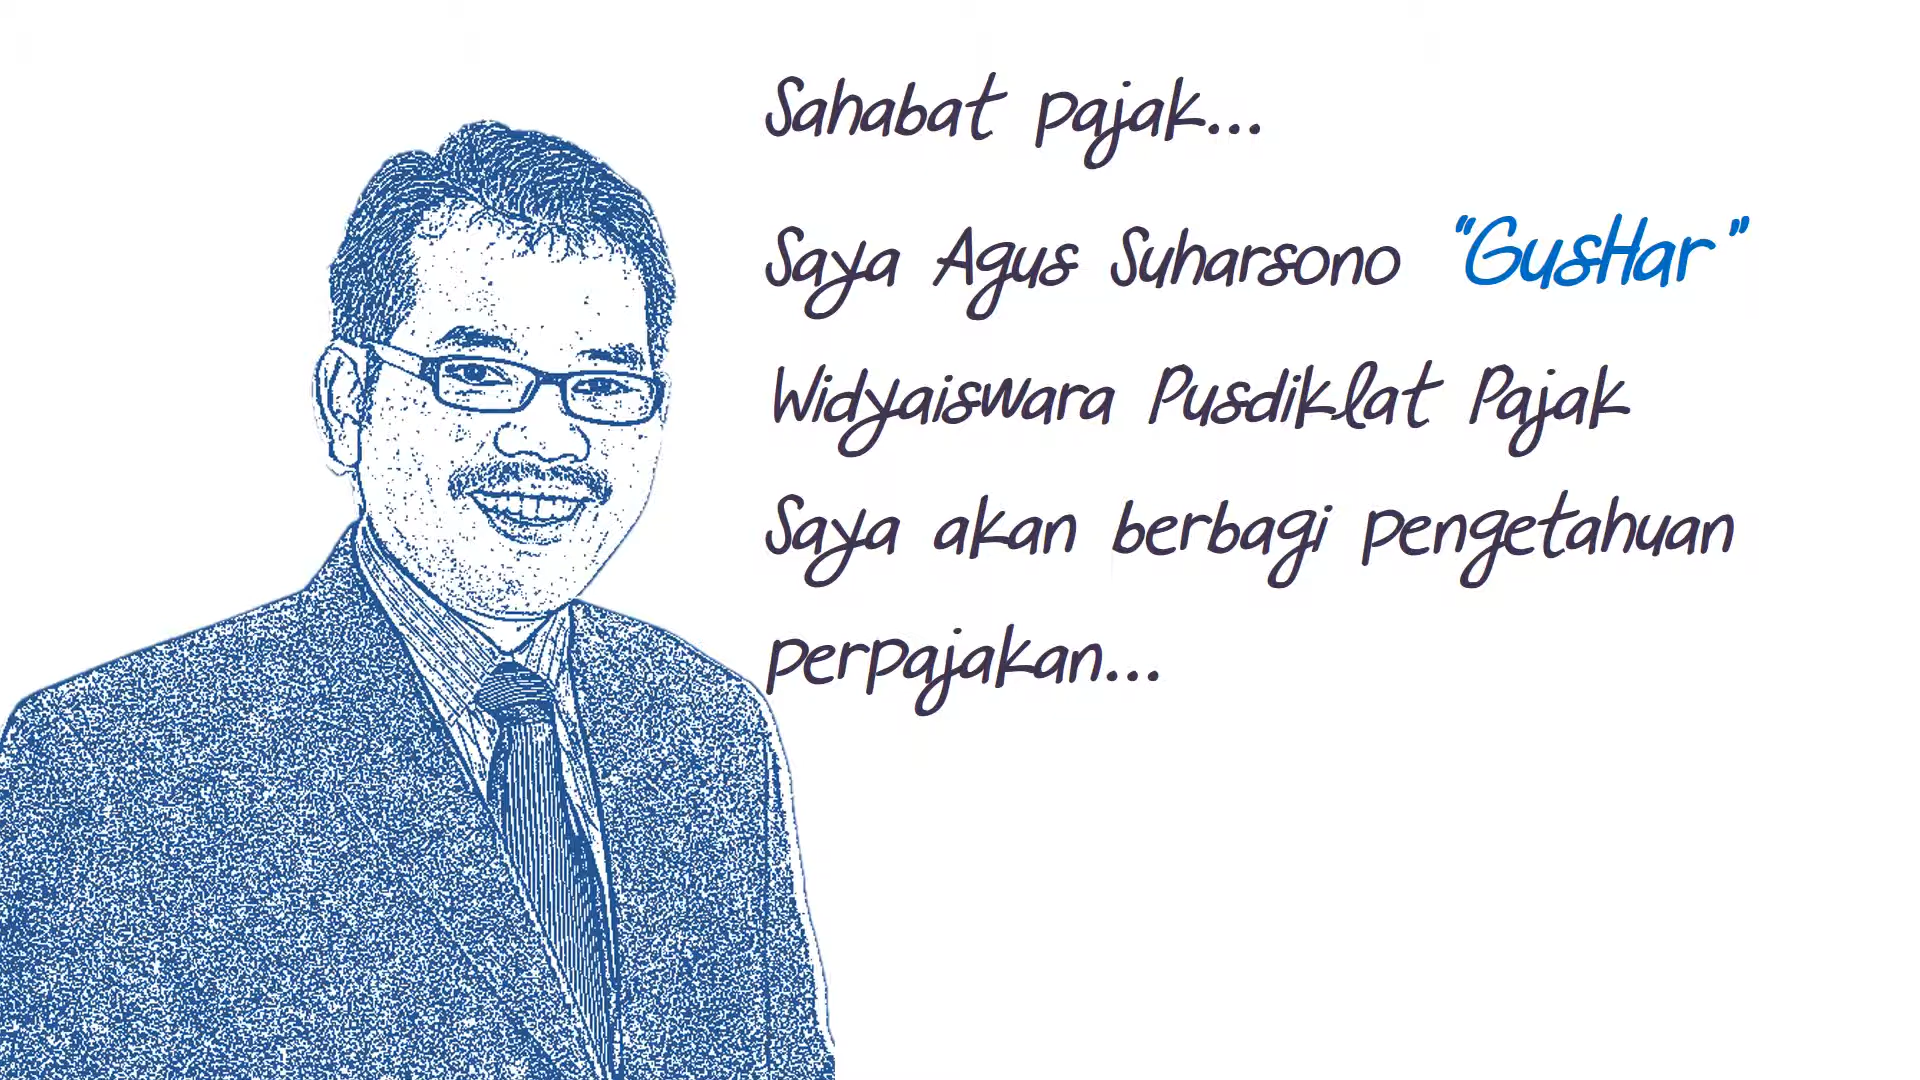 Sahabat pajak...
Saya Agus Suharsono "GusHar"
Widyaiswara Pusdiklat Pajak
Saya akan berbagi pengetahuan
perpajakan...